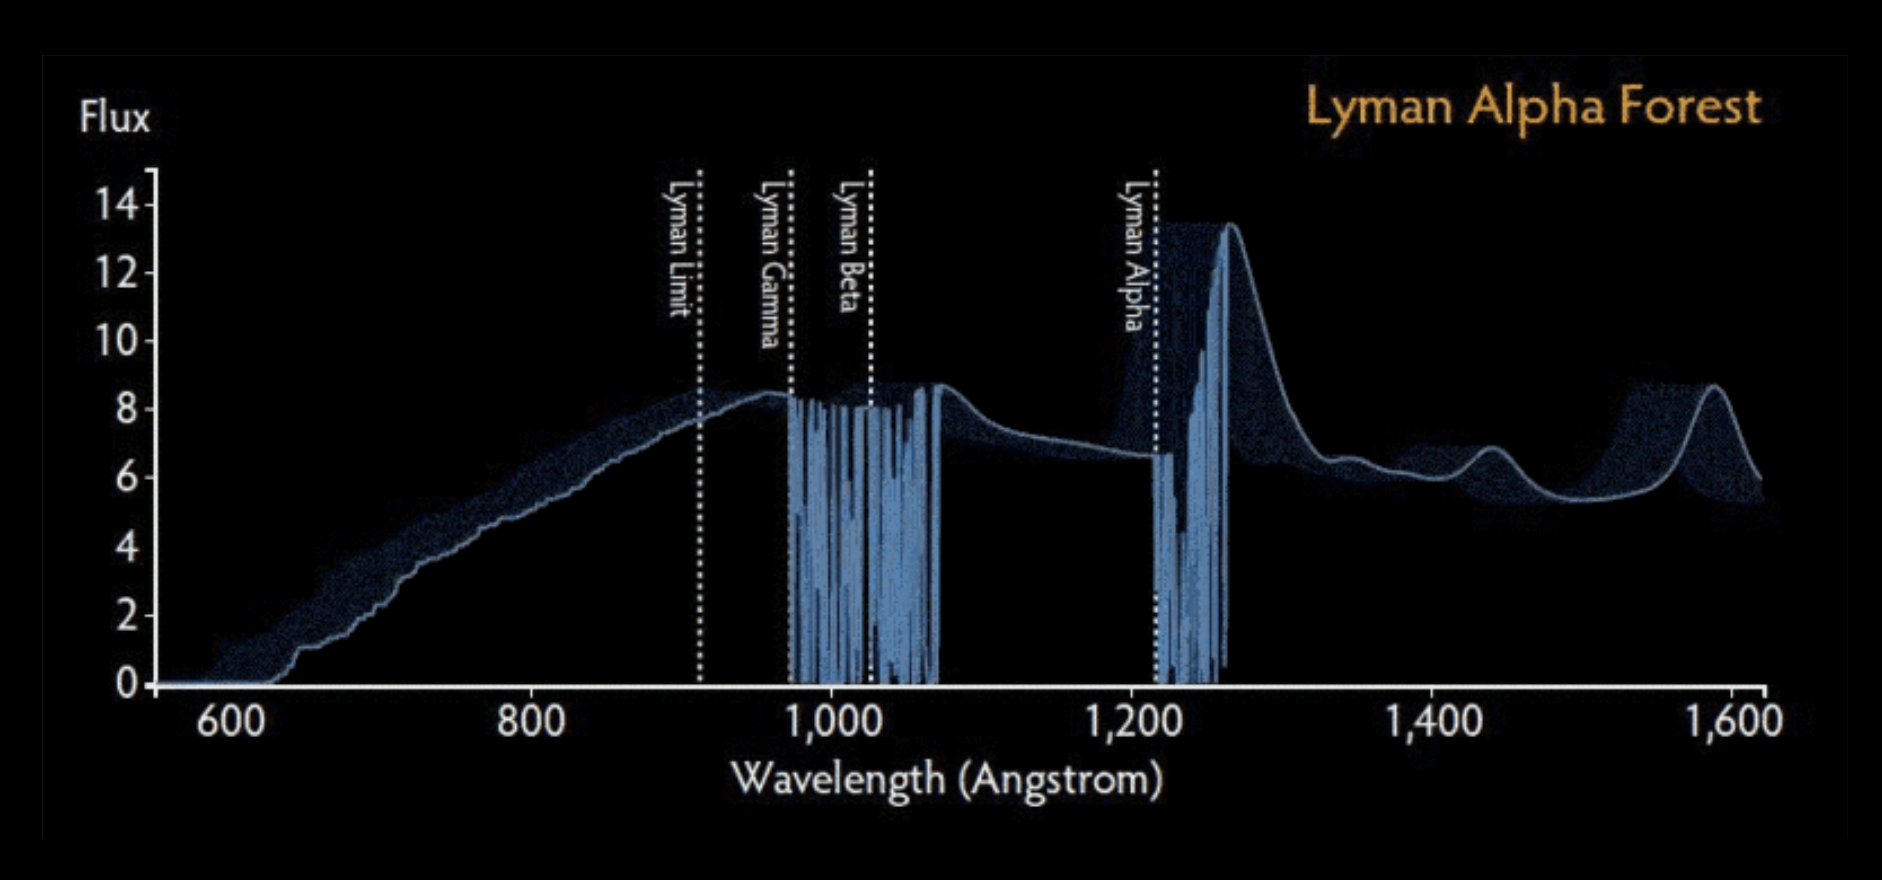 Lyman Alpha Forest
Flux
14
12
10
8
6
4
2
0
Lyman Limit
Lyman Gamma
Lyman Beta
Lyman Alpha
600 800 1,000 1,200 1,400 1,600
Wavelength (Angstrom)